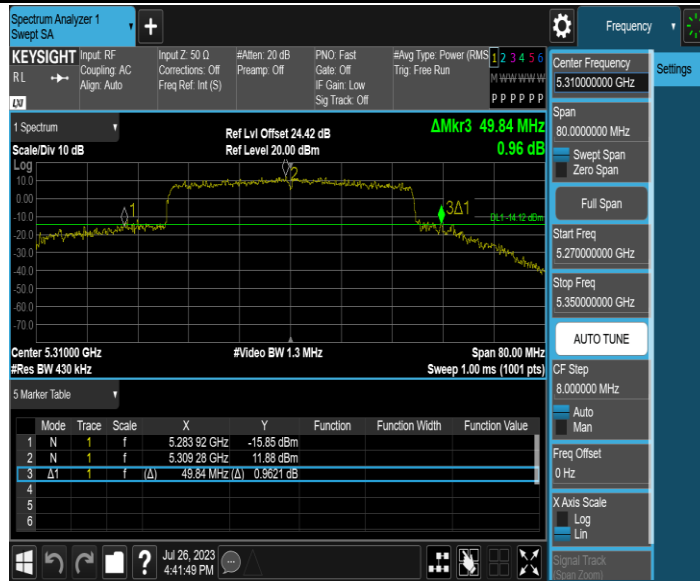 Spectrum Analyzer 1
Swept SA
+
Frequency
KEYSIGHT
RL
LXI
Input: RF
Coupling: AC
Align: Auto
Input Z: 50 Ω
Corrections: Off
Freq Ref: Int (S)
#Atten: 20 dB
Preamp: Off
PNO: Fast
Gate: Off
IF Gain: Low
Sig Track: Off
#Avg Type: Power (RMS
Trig: Free Run
1 2 3 4 5 6
M W W W W W
P P P P P P
1 Spectrum
Scale/Div 10 dB
Ref Lvl Offset 24.42 dB
Ref Level 20.00 dBm
ΔMkr3 49.84 MHz
0.96 dB
Log
10.0
0.00
-10.0
-20.0
-30.0
-40.0
-50.0
-60.0
-70.0
1
2
3Δ1
DL1 -14.12 dBm
Center 5.31000 GHz
#Video BW 1.3 MHz
Span 80.00 MHz
#Res BW 430 kHz
Sweep 1.00 ms (1001 pts)
5 Marker Table
Mode Trace Scale X Y Function Function Width Function Value
1 N 1 f 5.283 92 GHz -15.85 dBm
2 N 1 f 5.309 28 GHz 11.88 dBm
3 Δ1 1 f (Δ) 49.84 MHz (Δ) 0.9621 dB
4
5
6
?
Jul 26, 2023
4:41:49 PM
Settings
Center Frequency
5.310000000 GHz
Span
80.0000000 MHz
Swept Span
Zero Span
Full Span
Start Freq
5.270000000 GHz
Stop Freq
5.350000000 GHz
AUTO TUNE
CF Step
8.000000 MHz
Auto
Man
Freq Offset
0 Hz
X Axis Scale
Log
Lin
Signal Track
(Span Zoom)